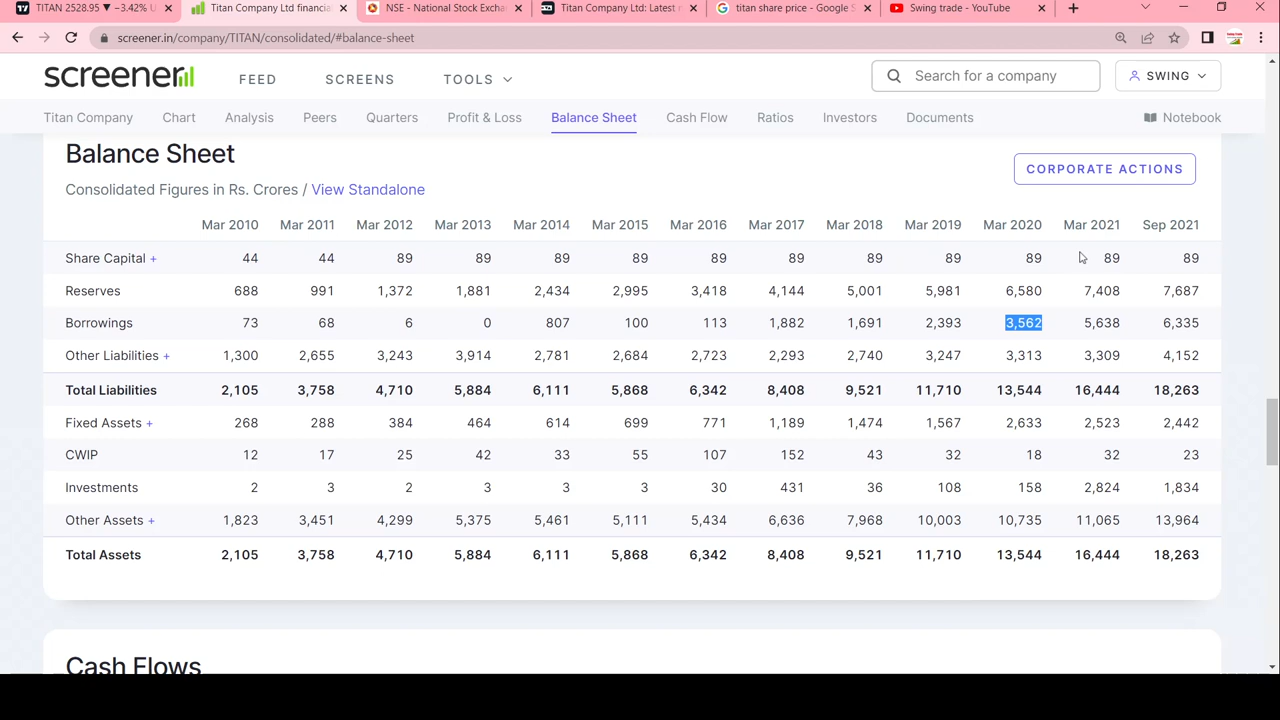 TITAN 2528.95 ▼ −3.42% U
Titan Company Ltd financia
NSE - National Stock Exchan
Titan Company Ltd: Latest n
titan share price - Google S
Swing trade - YouTube
screener.in/company/TITAN/consolidated/#balance-sheet
screener
FEED SCREENS TOOLS
Search for a company
SWING
Titan Company Chart Analysis Peers Quarters Profit & Loss Balance Sheet Cash Flow Ratios Investors Documents Notebook
Balance Sheet
CORPORATE ACTIONS
Consolidated Figures in Rs. Crores / View Standalone
Mar 2010 Mar 2011 Mar 2012 Mar 2013 Mar 2014 Mar 2015 Mar 2016 Mar 2017 Mar 2018 Mar 2019 Mar 2020 Mar 2021 Sep 2021
Share Capital + 44 44 89 89 89 89 89 89 89 89 89 89 89
Reserves 688 991 1,372 1,881 2,434 2,995 3,418 4,144 5,001 5,981 6,580 7,408 7,687
Borrowings 73 68 6 0 807 100 113 1,882 1,691 2,393 3,562 5,638 6,335
Other Liabilities + 1,300 2,655 3,243 3,914 2,781 2,684 2,723 2,293 2,740 3,247 3,313 3,309 4,152
Total Liabilities 2,105 3,758 4,710 5,884 6,111 5,868 6,342 8,408 9,521 11,710 13,544 16,444 18,263
Fixed Assets + 268 288 384 464 614 699 771 1,189 1,474 1,567 2,633 2,523 2,442
CWIP 12 17 25 42 33 55 107 152 43 32 18 32 23
Investments 2 3 2 3 3 3 30 431 36 108 158 2,824 1,834
Other Assets + 1,823 3,451 4,299 5,375 5,461 5,111 5,434 6,636 7,968 10,003 10,735 11,065 13,964
Total Assets 2,105 3,758 4,710 5,884 6,111 5,868 6,342 8,408 9,521 11,710 13,544 16,444 18,263
Cash Flows